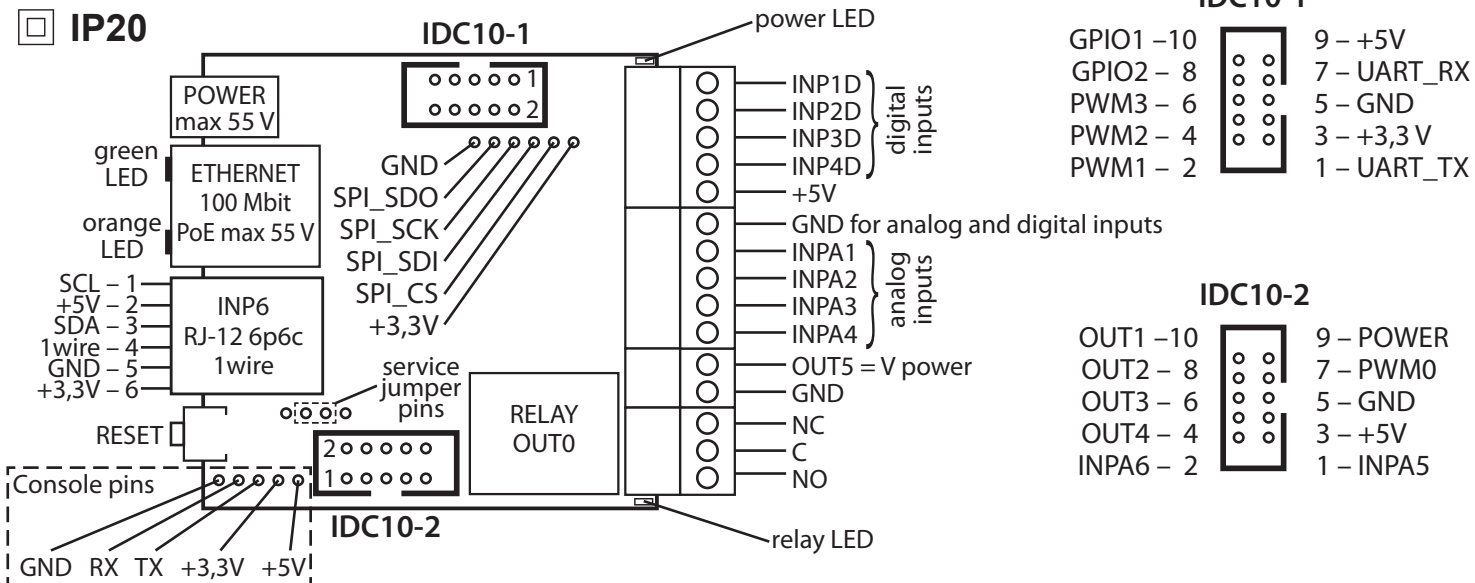 IP20
IDC10-1
power LED
POWER
max 55 V
green
LED
ETHERNET
100 Mbit
PoE max 55 V
orange
LED
SCL – 1
+5V – 2
SDA – 3
1wire – 4
GND – 5
+3,3V – 6
INP6
RJ-12 6p6c
1wire
RESET
1
2
GND
SPI_SDO
SPI_SCK
SPI_SDI
SPI_CS
+3,3V
service
jumper
pins
RELAY
OUT0
2
1
IDC10-2
Console pins
GND RX TX +3,3V +5V
INP1D
INP2D
INP3D
INP4D
digital
inputs
+5V
GND for analog and digital inputs
INPA1
INPA2
INPA3
INPA4
analog
inputs
OUT5 = V power
GND
NC
C
NO
relay LED
IDC10-1
GPIO1 –10 9 – +5V
GPIO2 – 8 7 – UART_RX
PWM3 – 6 5 – GND
PWM2 – 4 3 – +3,3 V
PWM1 – 2 1 – UART_TX
IDC10-2
OUT1 –10 9 – POWER
OUT2 – 8 7 – PWM0
OUT3 – 6 5 – GND
OUT4 – 4 3 – +5V
INPA6 – 2 1 – INPA5